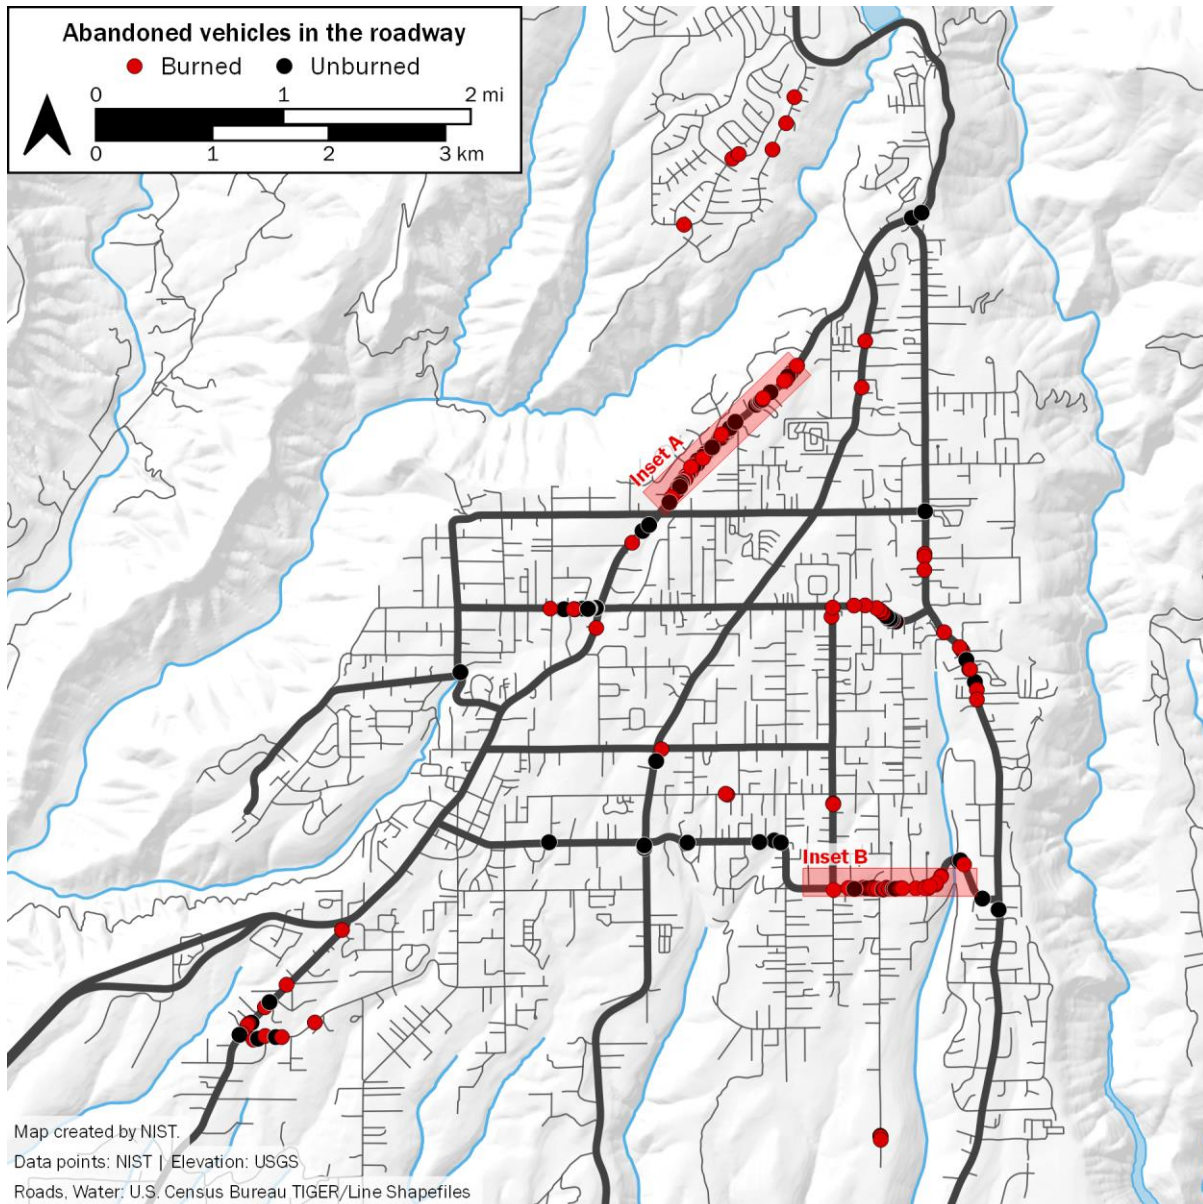 Abandoned vehicles in the roadway
Burned Unburned
0 1 2 mi
0 1 2 3 km
Inset A
Inset B
Map created by NIST.
Data points: NIST | Elevation: USGS
Roads, Water: U.S. Census Bureau TIGER/Line Shapefiles